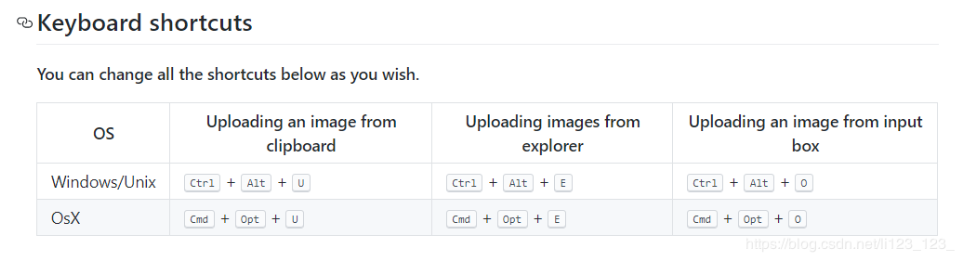 Keyboard shortcuts
You can change all the shortcuts below as you wish.
OS
Uploading an image from clipboard
Uploading images from explorer
Uploading an image from input box
Windows/Unix
Ctrl + Alt + U
Ctrl + Alt + E
Ctrl + Alt + O
OsX
Cmd + Opt + U
Cmd + Opt + E
Cmd + Opt + O
https://blog.csdn.net/li123_123_